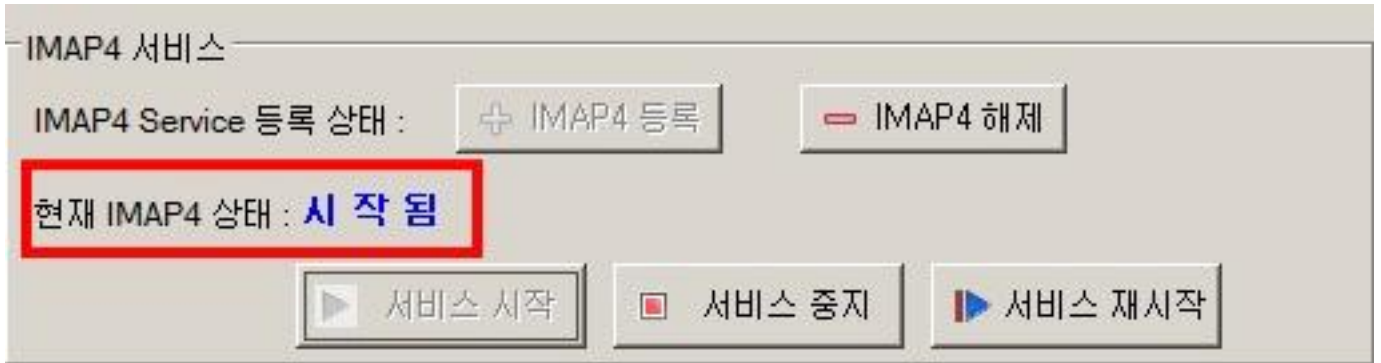 IMAP4 서비스
IMAP4 Service 등록 상태 : IMAP4 등록 IMAP4 해제
현재 IMAP4 상태 : 시 작 됨
서비스 시작 서비스 중지 서비스 재시작